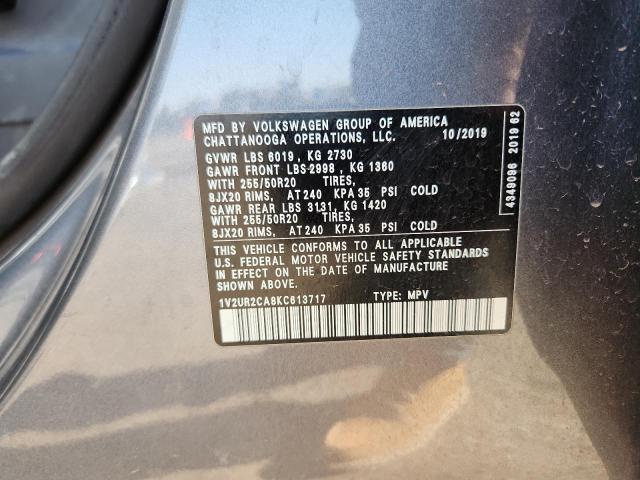 MFD BY VOLKSWAGEN GROUP OF AMERICA
CHATTANOOGA OPERATIONS, LLC. 10/2019
GVWR LBS 6019, KG 2730
GAWR FRONT LBS 2998, KG 1360
WITH 255/50R20 TIRES,
8JX20 RIMS, AT 240 KPA 35 PSI COLD
GAWR REAR LBS 3131, KG 1420
WITH 255/50R20 TIRES,
8JX20 RIMS, AT 240 KPA 35 PSI COLD
THIS VEHICLE CONFORMS TO ALL APPLICABLE
U.S. FEDERAL MOTOR VEHICLE SAFETY STANDARDS
IN EFFECT ON THE DATE OF MANUFACTURE
SHOWN ABOVE.
1V2UR2CA8KC613717 TYPE: MPV
4349096 2019 62